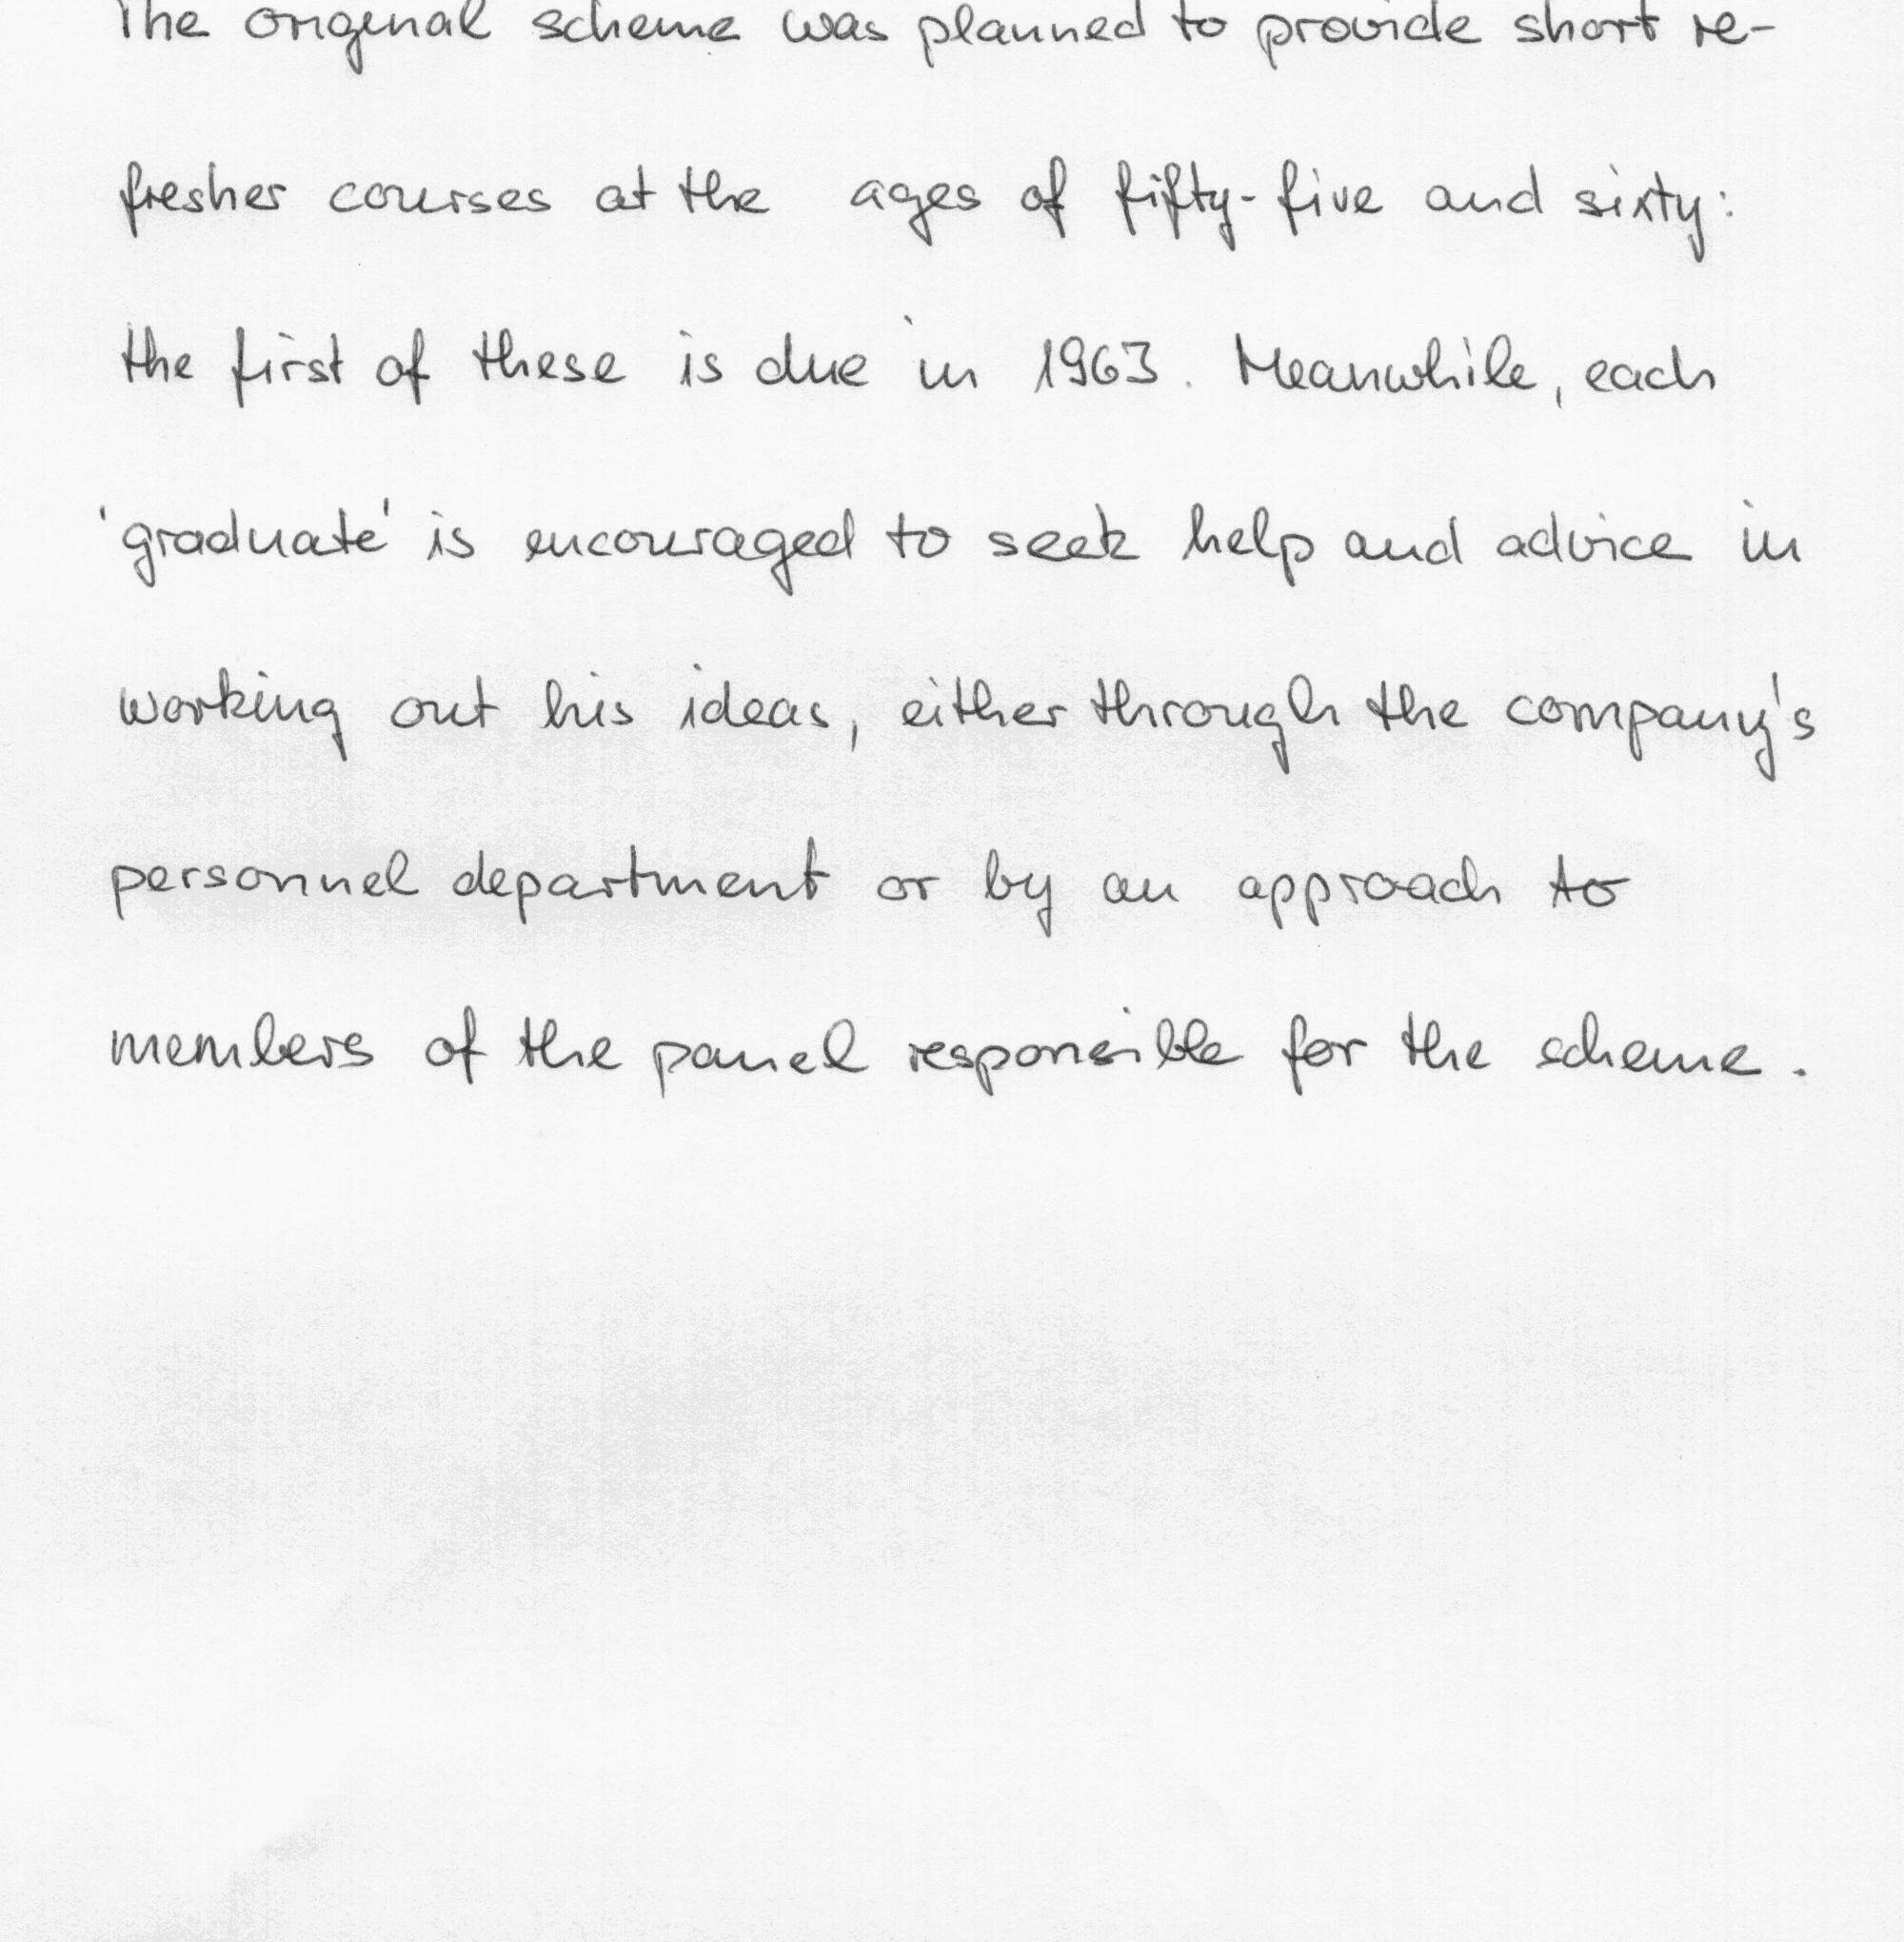 The original scheme was planned to provide short re-
fresher courses at the ages of fifty-five and sixty:
the first of these is due in 1963. Meanwhile, each
'graduate' is encouraged to seek help and advice in
working out his ideas, either through the company's
personnel department or by an approach to
members of the panel responsible for the scheme.